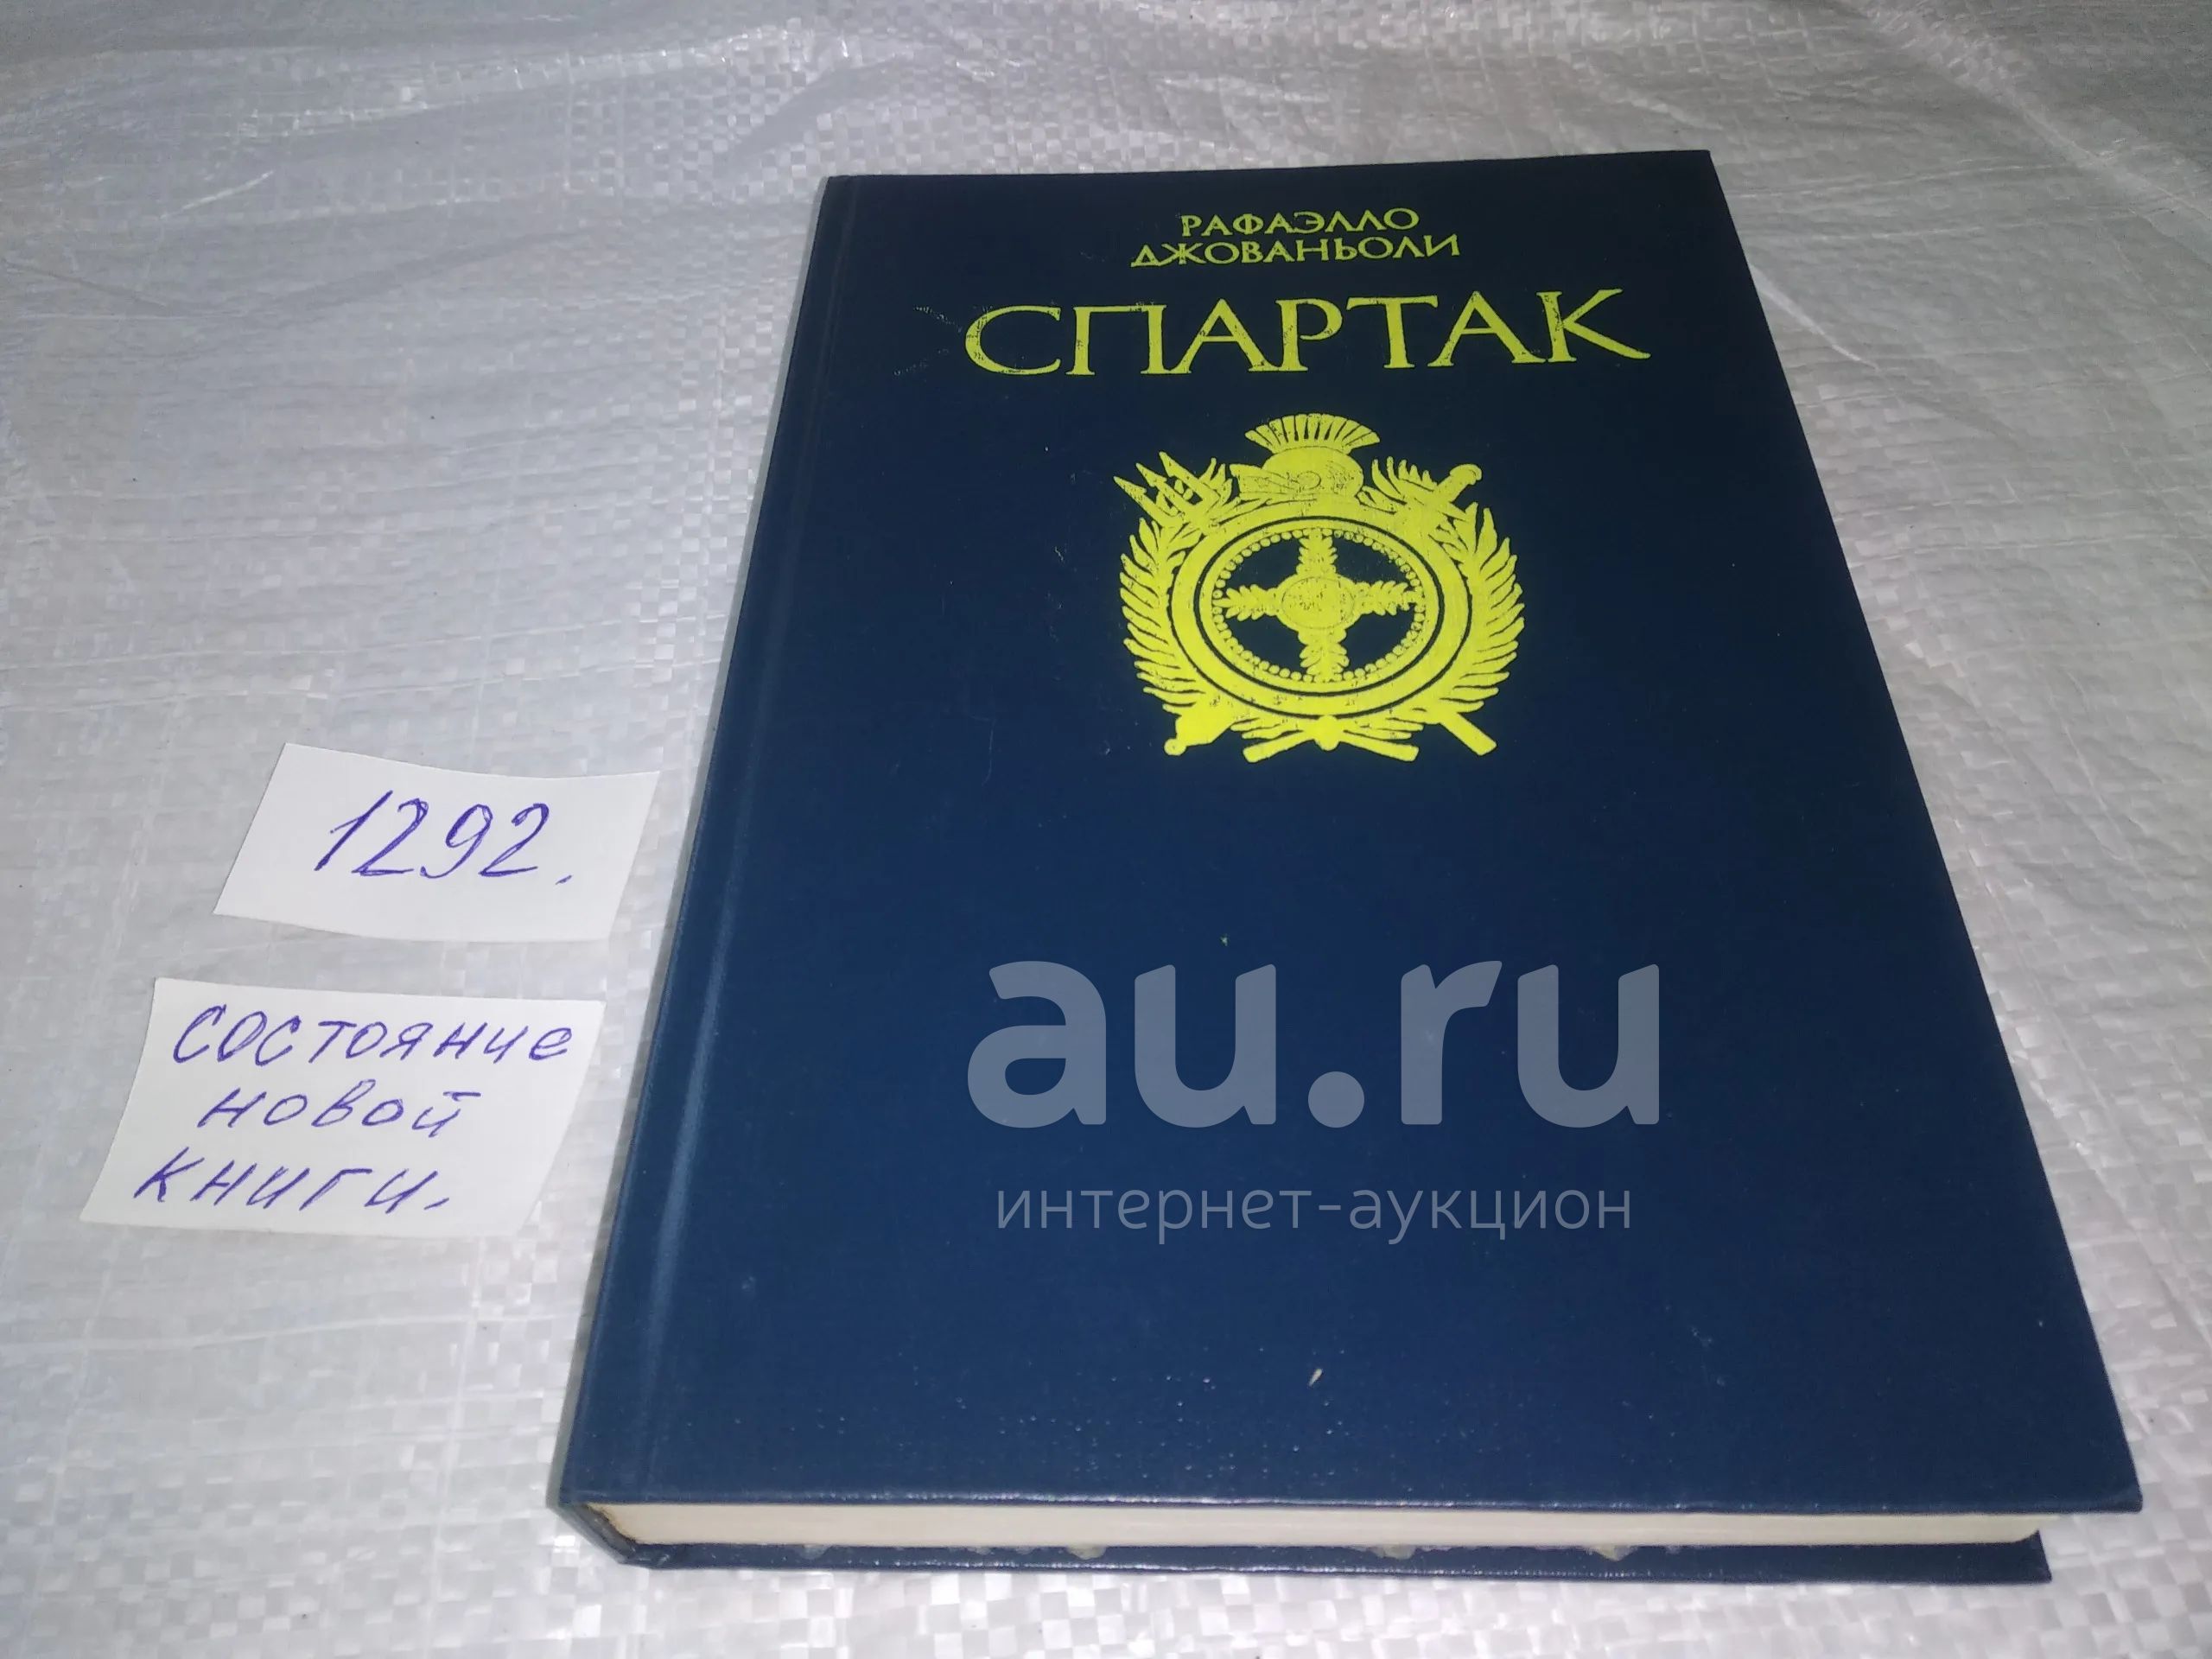 РАФАЭЛЛО
ДЖОВАНЬОЛИ
СПАРТАК
1292.
состояние
новой
книги.
au.ru
интернет-аукцион